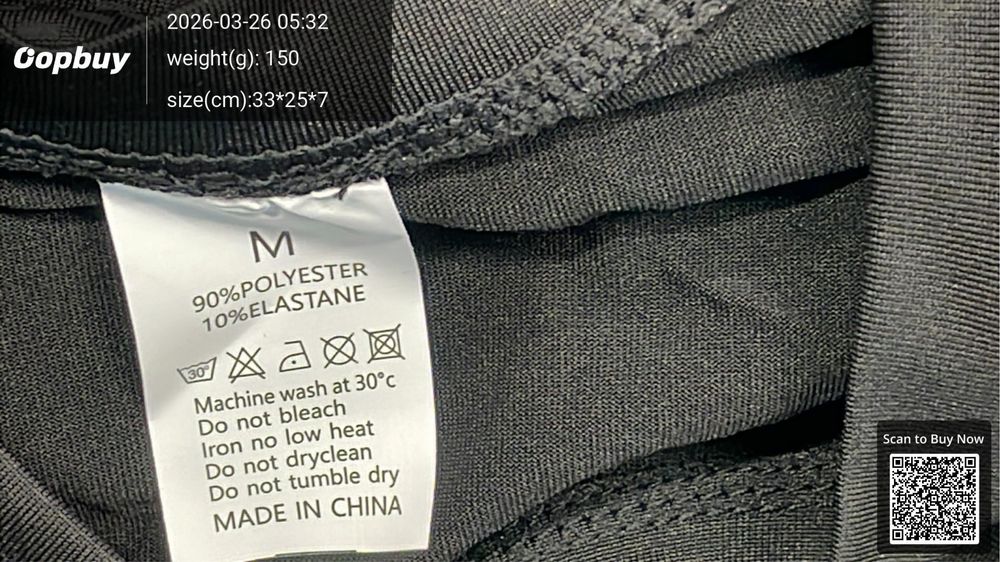 2026-03-26 05:32
Oopbuy
weight(g): 150
size(cm):33*25*7
M
90%POLYESTER
10%ELASTANE
30°
Machine wash at 30°c
Do not bleach
Iron no low heat
Do not dryclean
Do not tumble dry
MADE IN CHINA
Scan to Buy Now